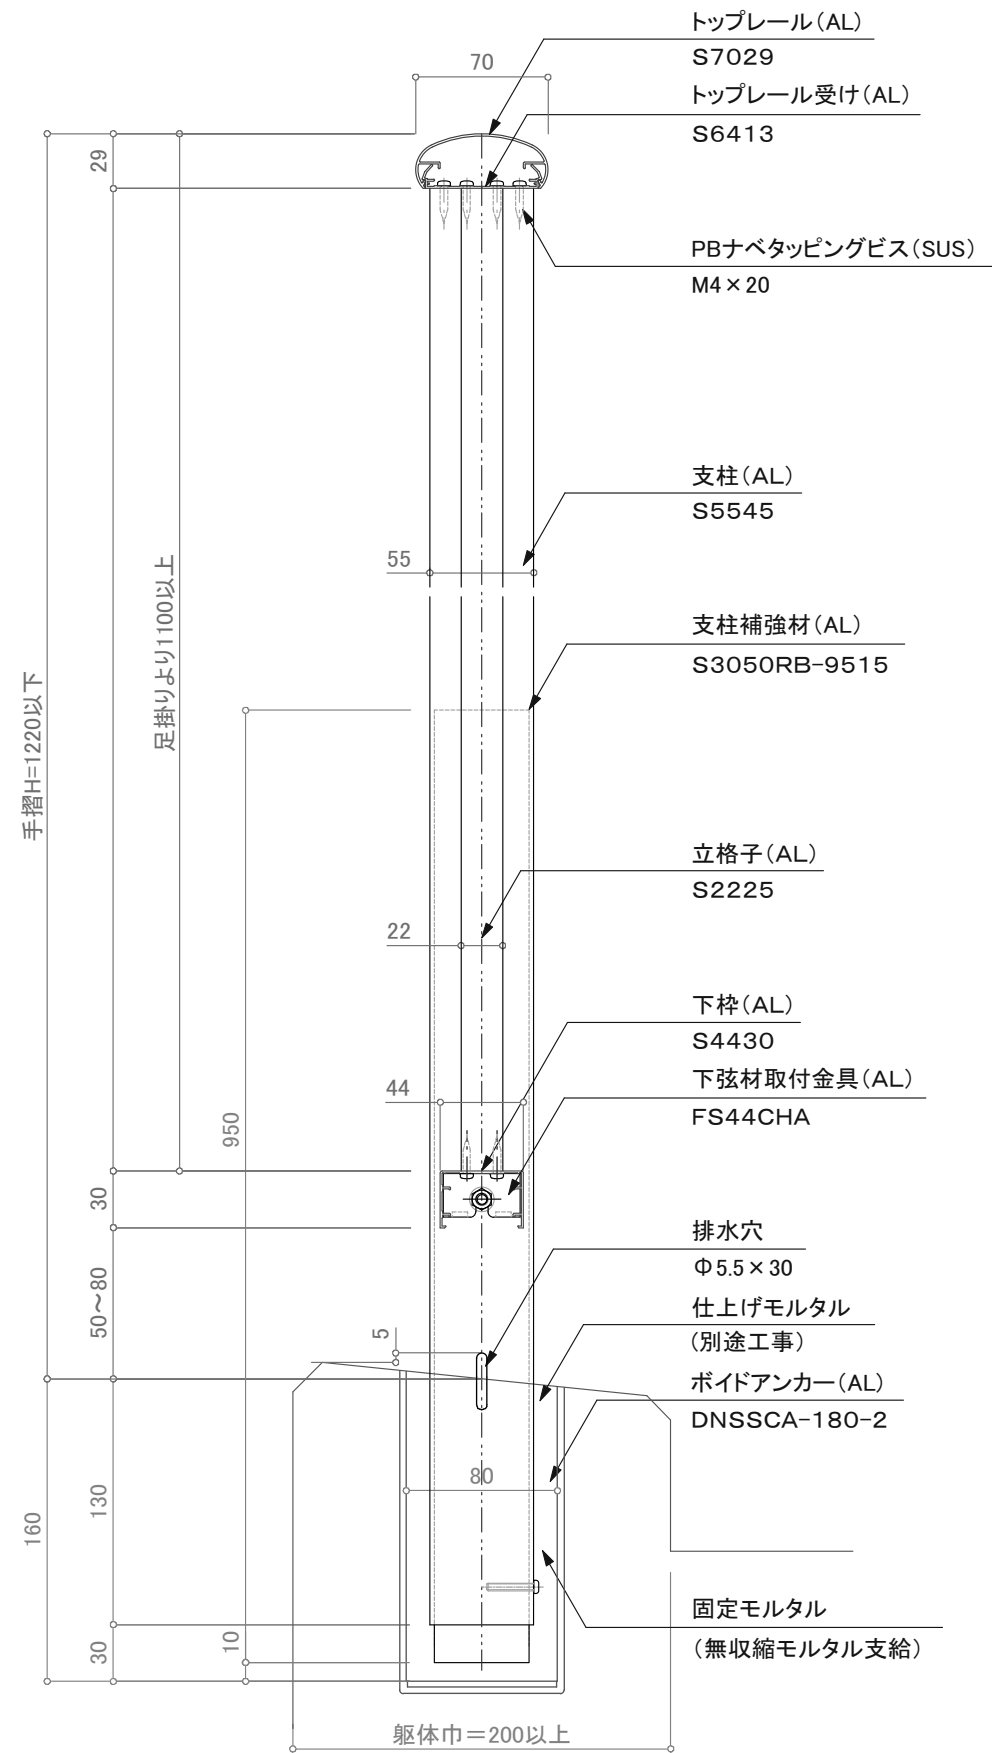 トップレール(AL)
S7029
70
トップレール受け(AL)
S6413
29
PBナベタッピングビス(SUS)
M4×20
支柱(AL)
S5545
55
足掛りより1100以上
支柱補強材(AL)
S3050RB-9515
手摺H=1220以下
立格子(AL)
S2225
22
下枠(AL)
S4430
44
下弦材取付金具(AL)
FS44CHA
950
30
排水穴
Φ5.5×30
50～80
5
仕上げモルタル
(別途工事)
ボイドアンカー(AL)
DNSSCA-180-2
80
130
160
固定モルタル
(無収縮モルタル支給)
30
10
躯体巾＝200以上